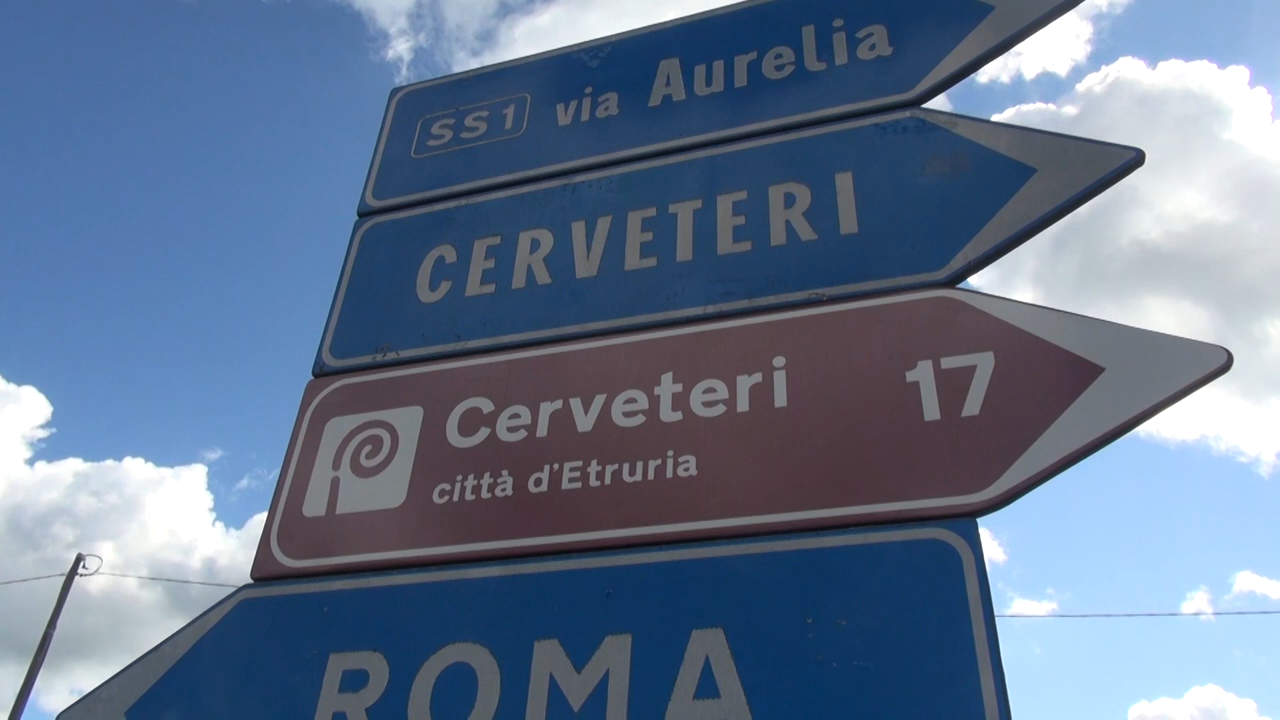 SS1 via Aurelia
CERVETERI
Cerveteri 17
città d'Etruria
ROMA